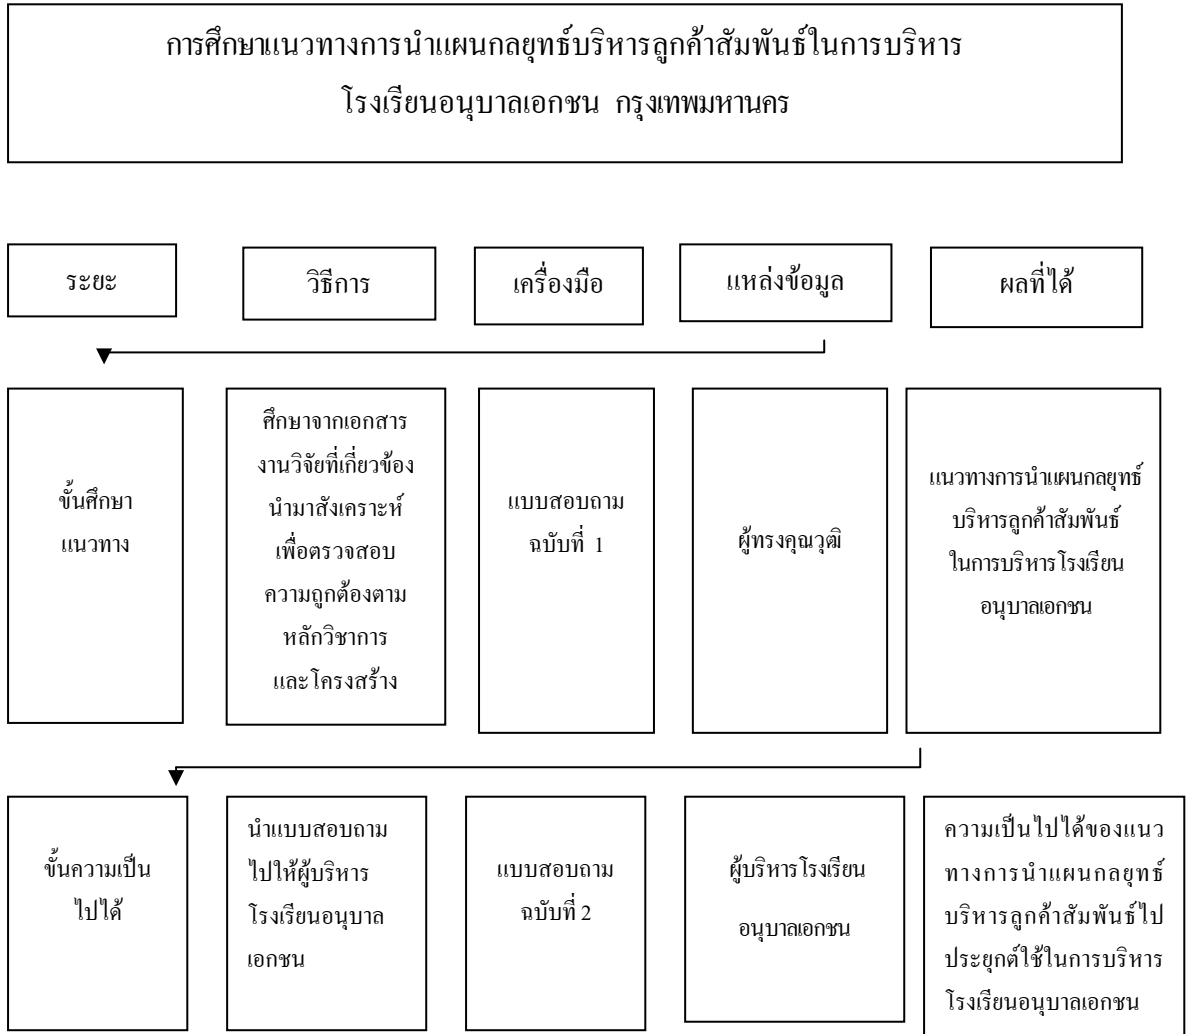 การศึกษาแนวทางการนำแผนกลยุทธ์บริหารลูกค้าสัมพันธ์ในการบริหาร
โรงเรียนอนุบาลเอกชน กรุงเทพมหานคร
ระยะ
วิธีการ
เครื่องมือ
แหล่งข้อมูล
ผลที่ได้
ขั้นศึกษา
แนวทาง
ศึกษาจากเอกสาร
งานวิจัยที่เกี่ยวข้อง
นำมาสังเคราะห์
เพื่อตรวจสอบ
ความถูกต้องตาม
หลักวิชาการ
และโครงสร้าง
แบบสอบถาม
ฉบับที่ 1
ผู้ทรงคุณวุฒิ
แนวทางการนำแผนกลยุทธ์
บริหารลูกค้าสัมพันธ์
ในการบริหารโรงเรียน
อนุบาลเอกชน
ขั้นความเป็น
ไปได้
นำแบบสอบถาม
ไปให้ผู้บริหาร
โรงเรียนอนุบาล
เอกชน
แบบสอบถาม
ฉบับที่ 2
ผู้บริหารโรงเรียน
อนุบาลเอกชน
ความเป็นไปได้ของแนว
ทางการนำแผนกลยุทธ์
บริหารลูกค้าสัมพันธ์ไป
ประยุกต์ใช้ในการบริหาร
โรงเรียนอนุบาลเอกชน